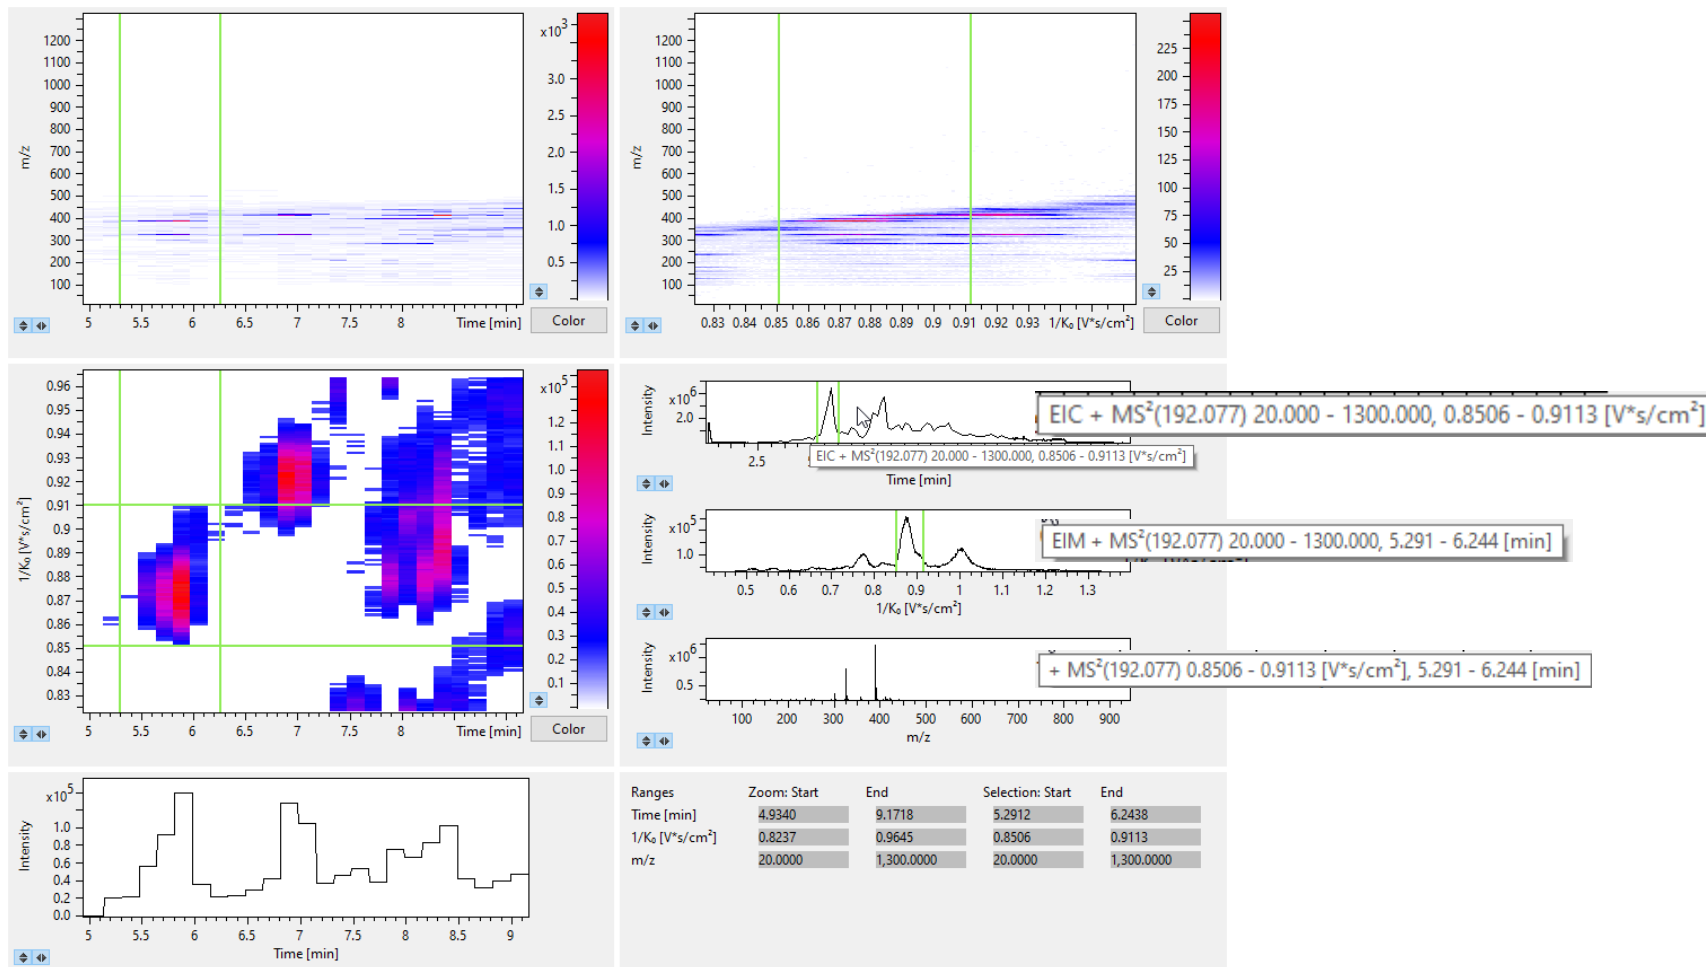 x10³
1200
1100
1000
900
800
700
600
500
400
300
200
100
m/z
3.0
2.5
2.0
1.5
1.0
0.5
5 5.5 6 6.5 7 7.5 8 Time [min]
Color
1200
1100
1000
900
800
700
600
500
400
300
200
100
m/z
225
200
175
150
125
100
75
50
25
0.83 0.84 0.85 0.86 0.87 0.88 0.89 0.9 0.91 0.92 0.93 1/K₀ [V*s/cm²]
Color
0.96
0.95
0.94
0.93
0.92
0.91
0.9
0.89
0.88
0.87
0.86
0.85
0.84
0.83
1/K₀ [V*s/cm²]
x10⁵
1.3
1.2
1.1
1.0
0.9
0.8
0.7
0.6
0.5
0.4
0.3
0.2
0.1
5 5.5 6 6.5 7 7.5 8 Time [min]
Color
Intensity
x10⁶
2.0
2.5
EIC + MS²(192.077) 20.000 - 1300.000, 0.8506 - 0.9113 [V*s/cm²]
Time [min]
EIC + MS²(192.077) 20.000 - 1300.000, 0.8506 - 0.9113 [V*s/cm²]
Intensity
x10⁵
1.0
0.5 0.6 0.7 0.8 0.9 1 1.1 1.2 1.3
1/K₀ [V*s/cm²]
EIM + MS²(192.077) 20.000 - 1300.000, 5.291 - 6.244 [min]
Intensity
x10⁶
0.5
100 200 300 400 500 600 700 800 900
m/z
+ MS²(192.077) 0.8506 - 0.9113 [V*s/cm²], 5.291 - 6.244 [min]
Intensity
x10⁵
1.0
0.8
0.6
0.4
0.2
0.0
5 5.5 6 6.5 7 7.5 8 8.5 9
Time [min]
Ranges Zoom: Start End Selection: Start End
Time [min] 4.9340 9.1718 5.2912 6.2438
1/K₀ [V*s/cm²] 0.8237 0.9645 0.8506 0.9113
m/z 20.0000 1,300.0000 20.0000 1,300.0000